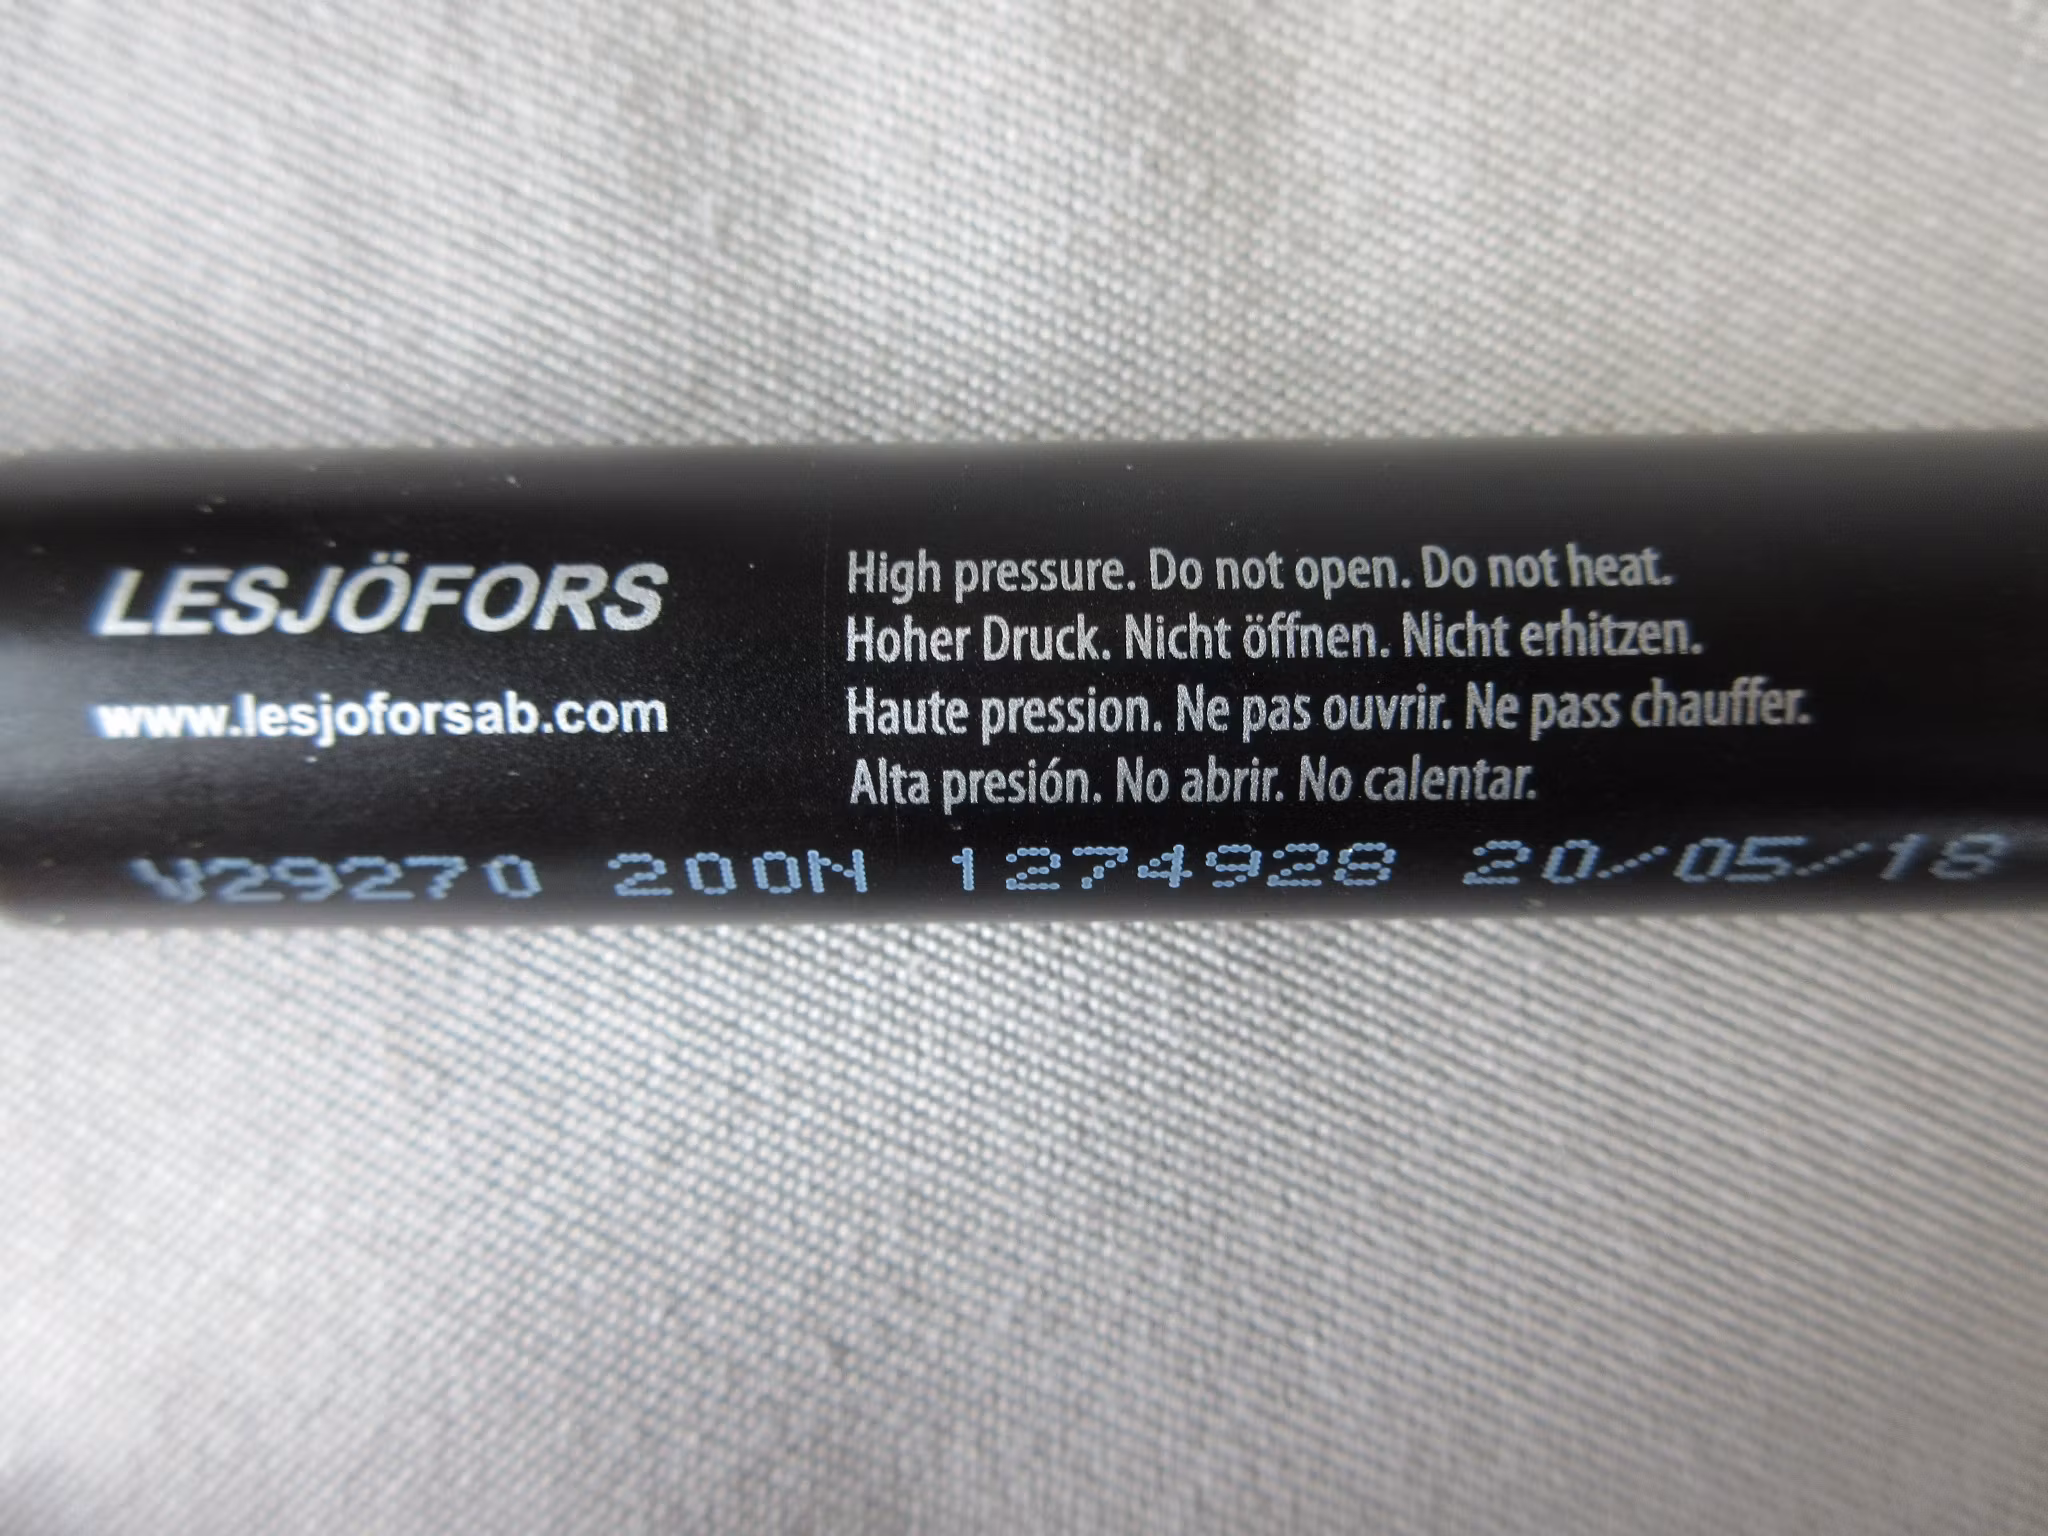 LESJÖFORS
www.lesjoforsab.com
High pressure. Do not open. Do not heat.
Hoher Druck. Nicht öffnen. Nicht erhitzen.
Haute pression. Ne pas ouvrir. Ne pass chauffer.
Alta presión. No abrir. No calentar.
V29270 200N 1274928 20/05/18